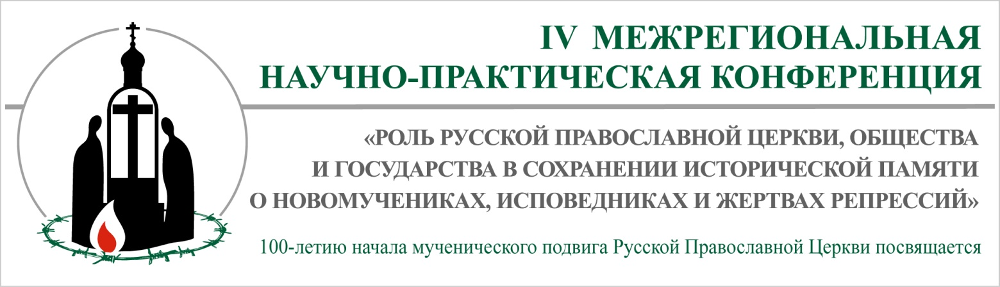 IV МЕЖРЕГИОНАЛЬНАЯ
НАУЧНО-ПРАКТИЧЕСКАЯ КОНФЕРЕНЦИЯ
«РОЛЬ РУССКОЙ ПРАВОСЛАВНОЙ ЦЕРКВИ, ОБЩЕСТВА
И ГОСУДАРСТВА В СОХРАНЕНИИ ИСТОРИЧЕСКОЙ ПАМЯТИ
О НОВОМУЧЕНИКАХ, ИСПОВЕДНИКАХ И ЖЕРТВАХ РЕПРЕССИЙ»
100-летию начала мученического подвига Русской Православной Церкви посвящается